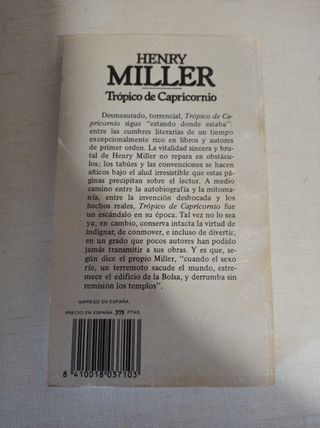 HENRY
MILLER
Trópico de Capricornio
Desmesurado, torrencial, Trópico de Ca-
pricornio sigue "estando donde estaba":
entre las cumbres literarias de un tiempo
excepcionalmente rico en libros y autores
de primer orden. La vitalidad sincera y bru-
tal de Henry Miller no repara en obstácu-
los; los tabúes y las convenciones se hacen
añicos bajo el alud irresistible que estas pá-
ginas precipitan sobre el lector. A medio
camino entre la autobiografía y la mitoma-
nía, entre la invención desbocada y los
hechos reales, Trópico de Capricornio fue
un escándalo en su época. Tal vez no lo sea
ya; en cambio, conserva intacta la virtud de
indignar, de conmover, e incluso de divertir,
en un grado que pocos autores han podido
jamás transmitir a sus obras. Y es que, se-
gún dice el propio Miller, "cuando el sexo
ríe, un terremoto sacude el mundo, estre-
mece el edificio de la Bolsa, y derrumba sin
remisión los templos".
IMPRESO EN ESPAÑA.
PRECIO EN ESPAÑA 375 PTAS.
8 410018 037103